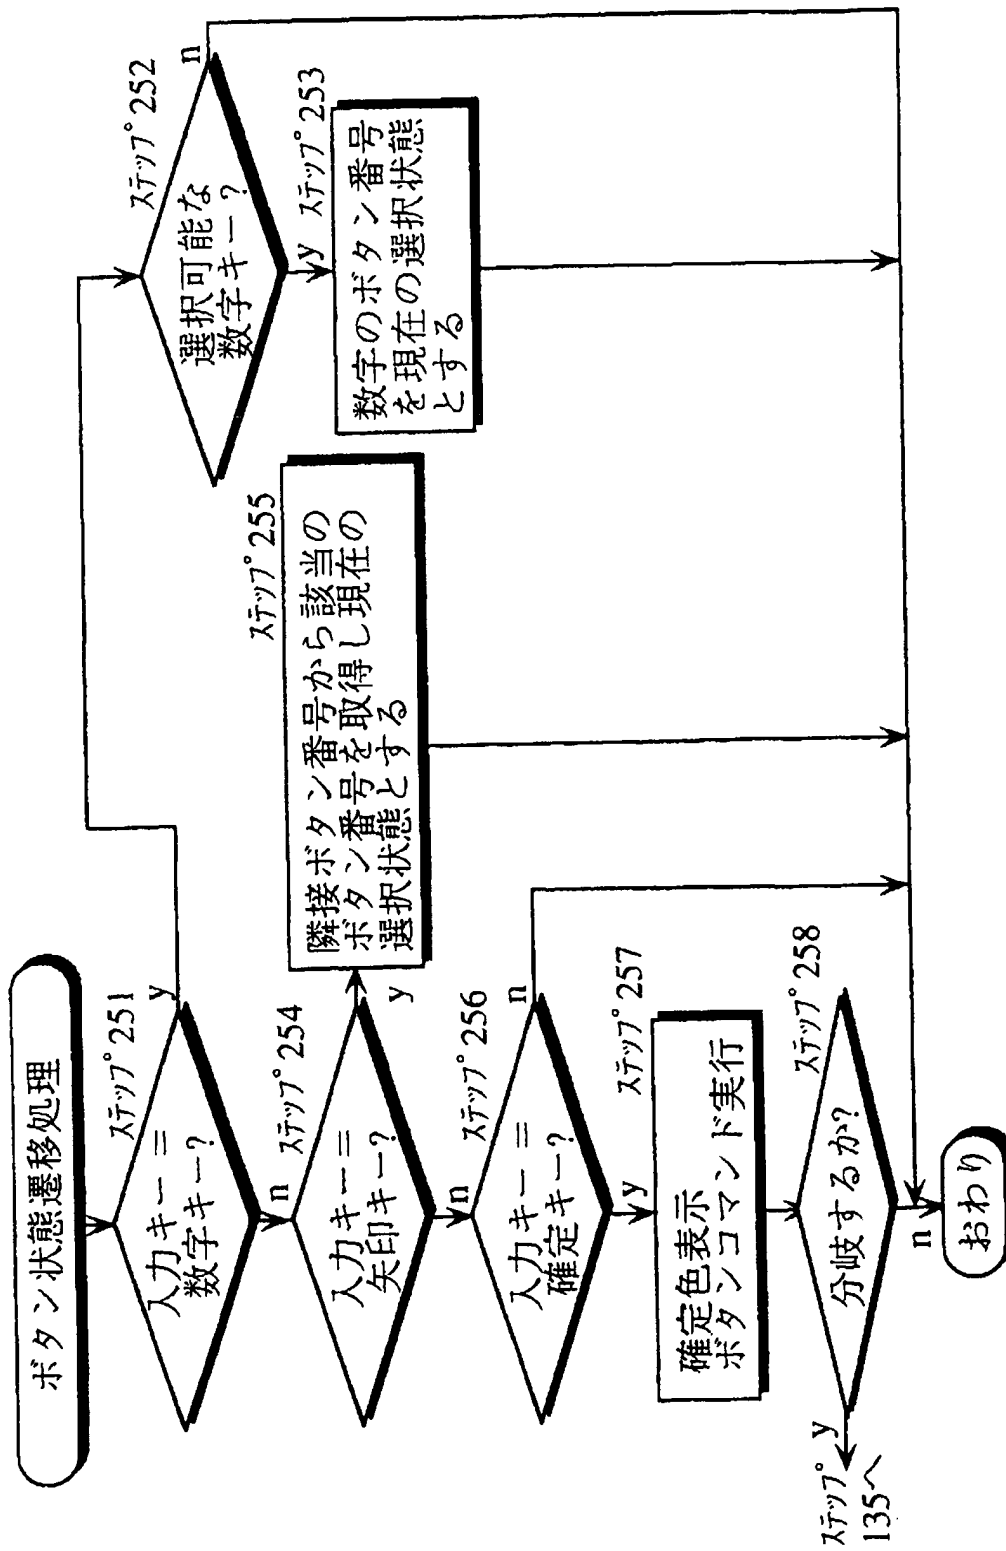 ボタン状態遷移処理
ステップ251
入力キー＝
数字キー？
y
n
ステップ252
選択可能な
数字キー？
n
y
ステップ253
数字のボタン番号
を現在の選択状態
とする
ステップ254
入力キー＝
矢印キー？
y
n
ステップ255
隣接ボタン番号から該当の
ボタン番号を取得し現在の
選択状態とする
ステップ256
入力キー＝
確定キー？
n
y
ステップ257
確定色表示
ボタンコマンド実行
ステップ258
分岐するか?
y
ステップ
135へ
n
おわり